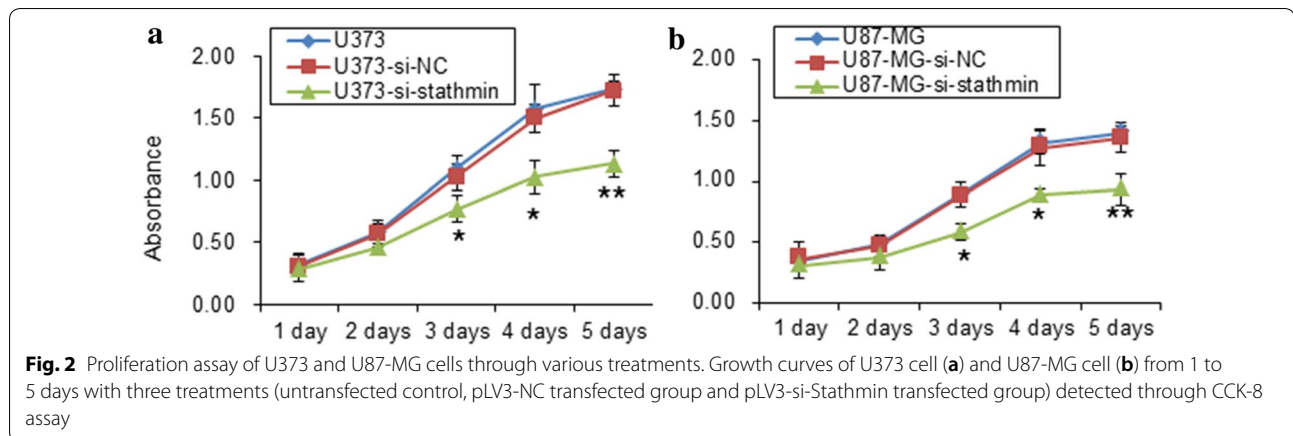 a
U373
U373-si-NC
U373-si-stathmin
2.00
1.50
1.00
0.50
0.00
Absorbance
*
*
**
1 day 2 days 3 days 4 days 5 days
b
U87-MG
U87-MG-si-NC
U87-MG-si-stathmin
2.00
1.50
1.00
0.50
0.00
*
*
**
1 day 2 days 3 days 4 days 5 days
Fig. 2 Proliferation assay of U373 and U87-MG cells through various treatments. Growth curves of U373 cell (a) and U87-MG cell (b) from 1 to
5 days with three treatments (untransfected control, pLV3-NC transfected group and pLV3-si-Stathmin transfected group) detected through CCK-8
assay